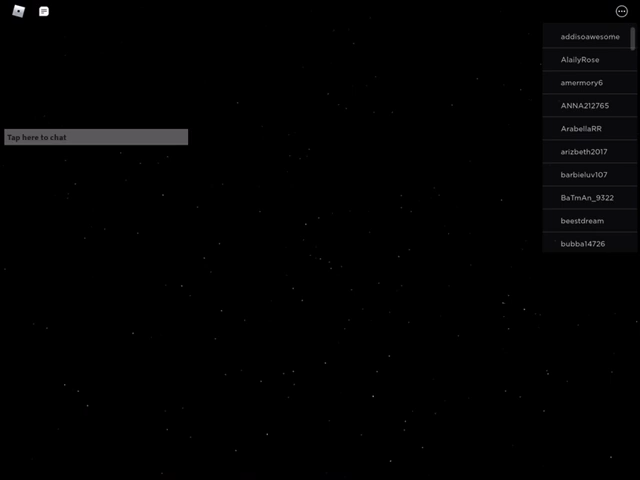 addisoawesome
AlailyRose
amermory6
ANNA212765
ArabellaRR
Tap here to chat
arizbeth2017
barbieluv107
BaTmAn_9322
beestdream
bubba14726